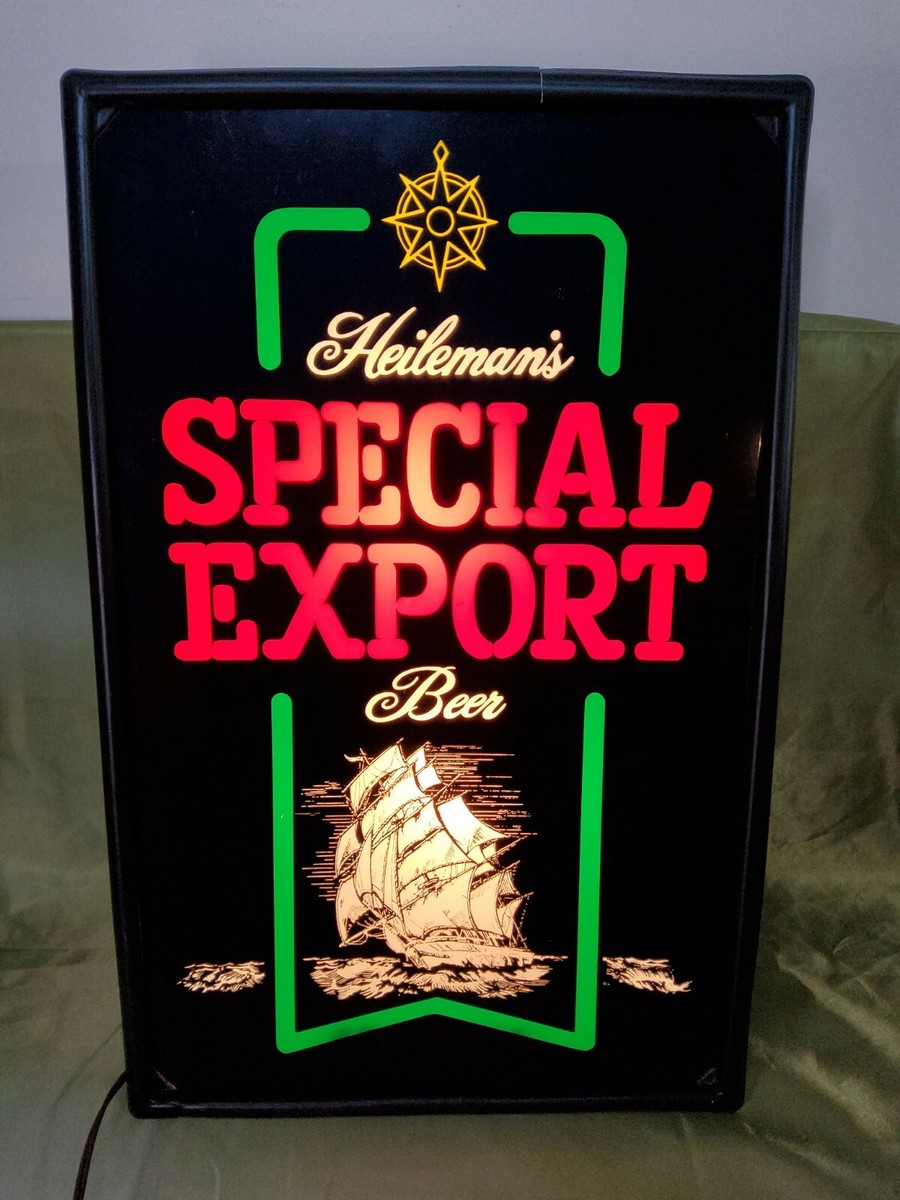 Heileman's
SPECIAL
EXPORT
Beer